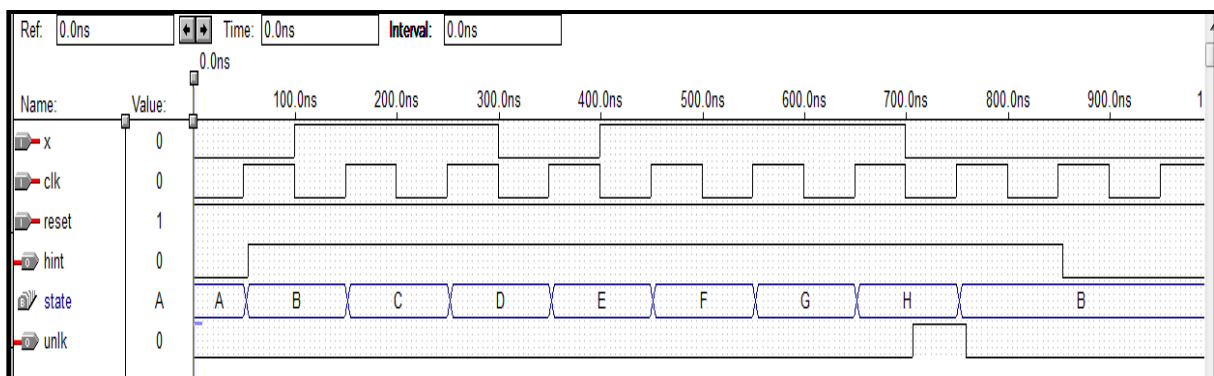 Ref: 0.0ns Time: 0.0ns Interval: 0.0ns
0.0ns
Name: Value: 100.0ns 200.0ns 300.0ns 400.0ns 500.0ns 600.0ns 700.0ns 800.0ns 900.0ns 1
x 0
clk 0
reset 1
hint 0
state A A B C D E F G H B
unlk 0